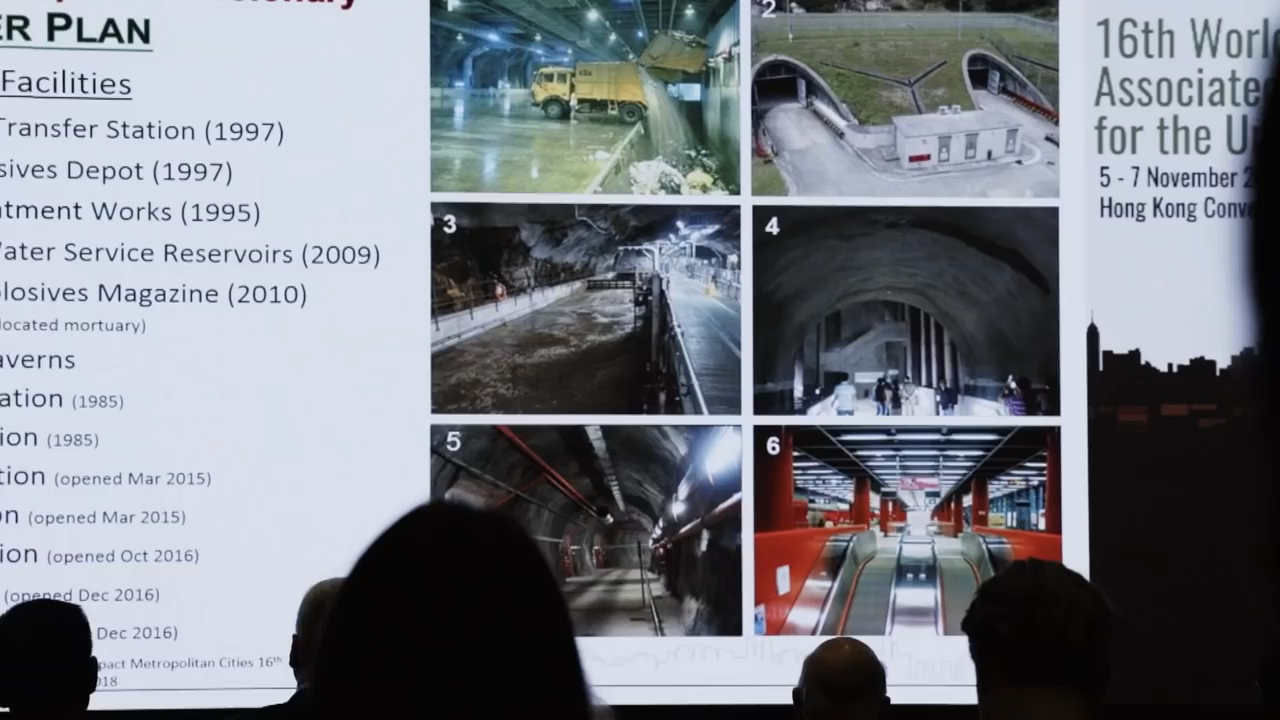 ER PLAN
Facilities
Transfer Station (1997)
sives Depot (1997)
atment Works (1995)
Water Service Reservoirs (2009)
plosives Magazine (2010)
located mortuary)
averns
ation (1985)
ion (1985)
tion (opened Mar 2015)
on (opened Mar 2015)
ion (opened Oct 2016)
(opened Dec 2016)
Dec 2016)
pact Metropolitan Cities 16th
018
2
3
4
5
6
16th Worl
Associate
for the U
5 - 7 November 2
Hong Kong Conve